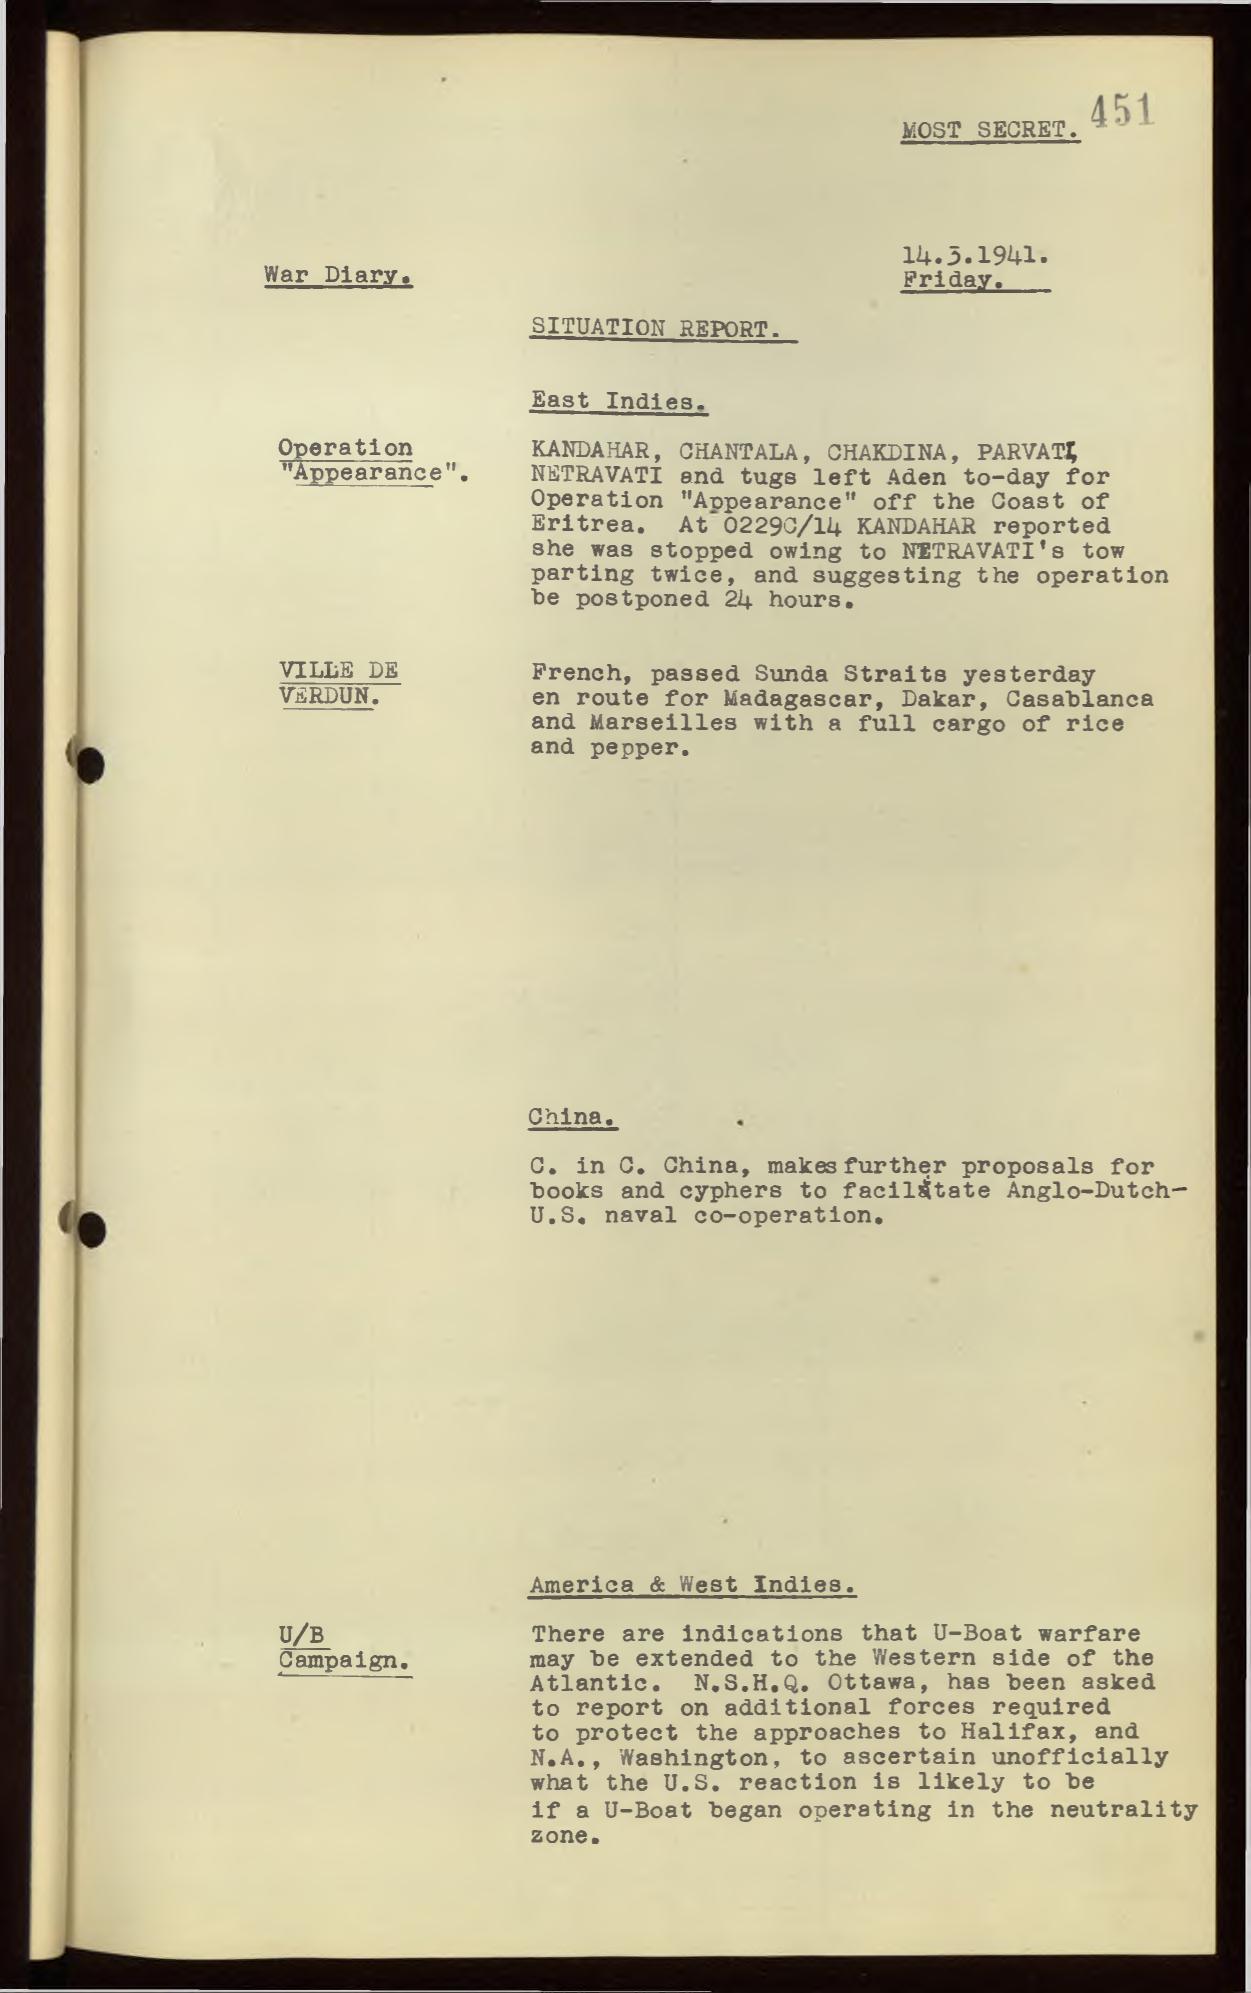 451
MOST SECRET.
14.3.1941.
War Diary.
Friday.
SITUATION REPORT.
East Indies.
Operation
"Appearance".
KANDAHAR, CHANTALA, CHAKDINA, PARVATI,
NETRAVATI and tugs left Aden to-day for
Operation "Appearance" off the Coast of
Eritrea. At 0229C/14 KANDAHAR reported
she was stopped owing to NETRAVATI's tow
parting twice, and suggesting the operation
be postponed 24 hours.
VILLE DE
VERDUN.
French, passed Sunda Straits yesterday
en route for Madagascar, Dakar, Casablanca
and Marseilles with a full cargo of rice
and pepper.
China.
C. in C. China, makes further proposals for
books and cyphers to facilitate Anglo-Dutch-
U.S. naval co-operation.
America & West Indies.
U/B
Campaign.
There are indications that U-Boat warfare
may be extended to the Western side of the
Atlantic. N.S.H.Q. Ottawa, has been asked
to report on additional forces required
to protect the approaches to Halifax, and
N.A., Washington, to ascertain unofficially
what the U.S. reaction is likely to be
if a U-Boat began operating in the neutrality
zone.